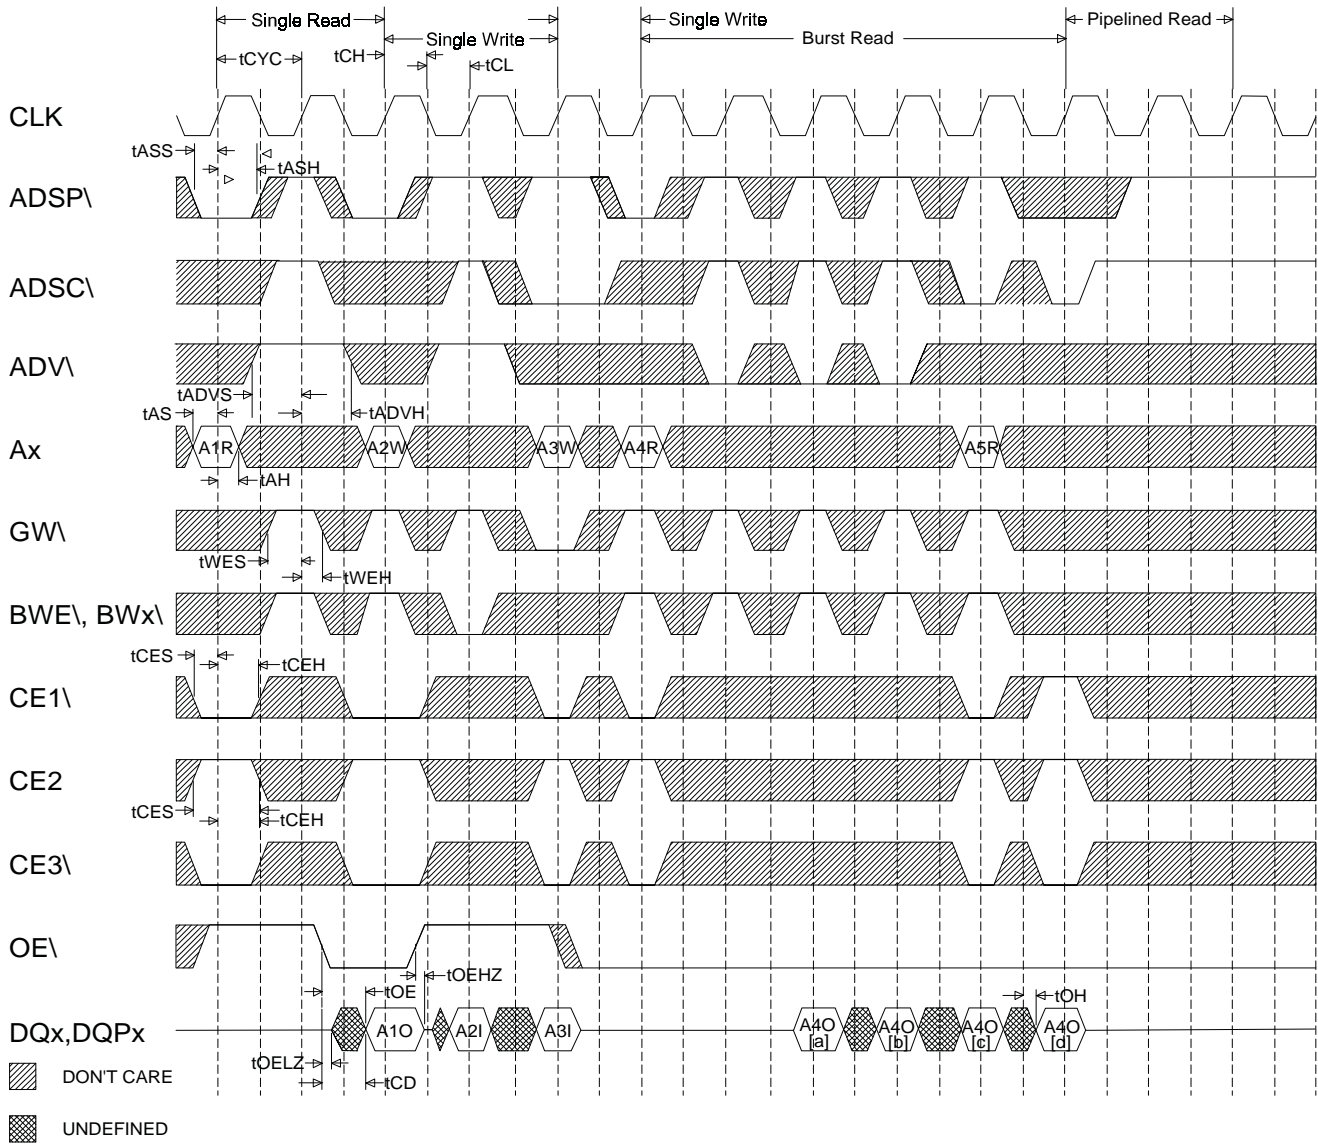 Single Read
Single Write
Pipelined Read
Single Write
Burst Read
tCYC
tCH
tCL
CLK
tASS
tASH
ADSP\
ADSC\
ADV\
tADVS
tAS
tADVH
Ax
A1R
A2W
A3W
A4R
A5R
tAH
GW\
tWES
tWEH
BWE\, BWx\
tCES
tCEH
CE1\
CE2
tCES
tCEH
CE3\
OE\
tOEHZ
tOE
tOH
DQx,DQPx
A1O
A2I
A3I
A4O
[a]
A4O
[b]
A4O
[c]
A4O
[d]
tOELZ
tCD
DON'T CARE
UNDEFINED